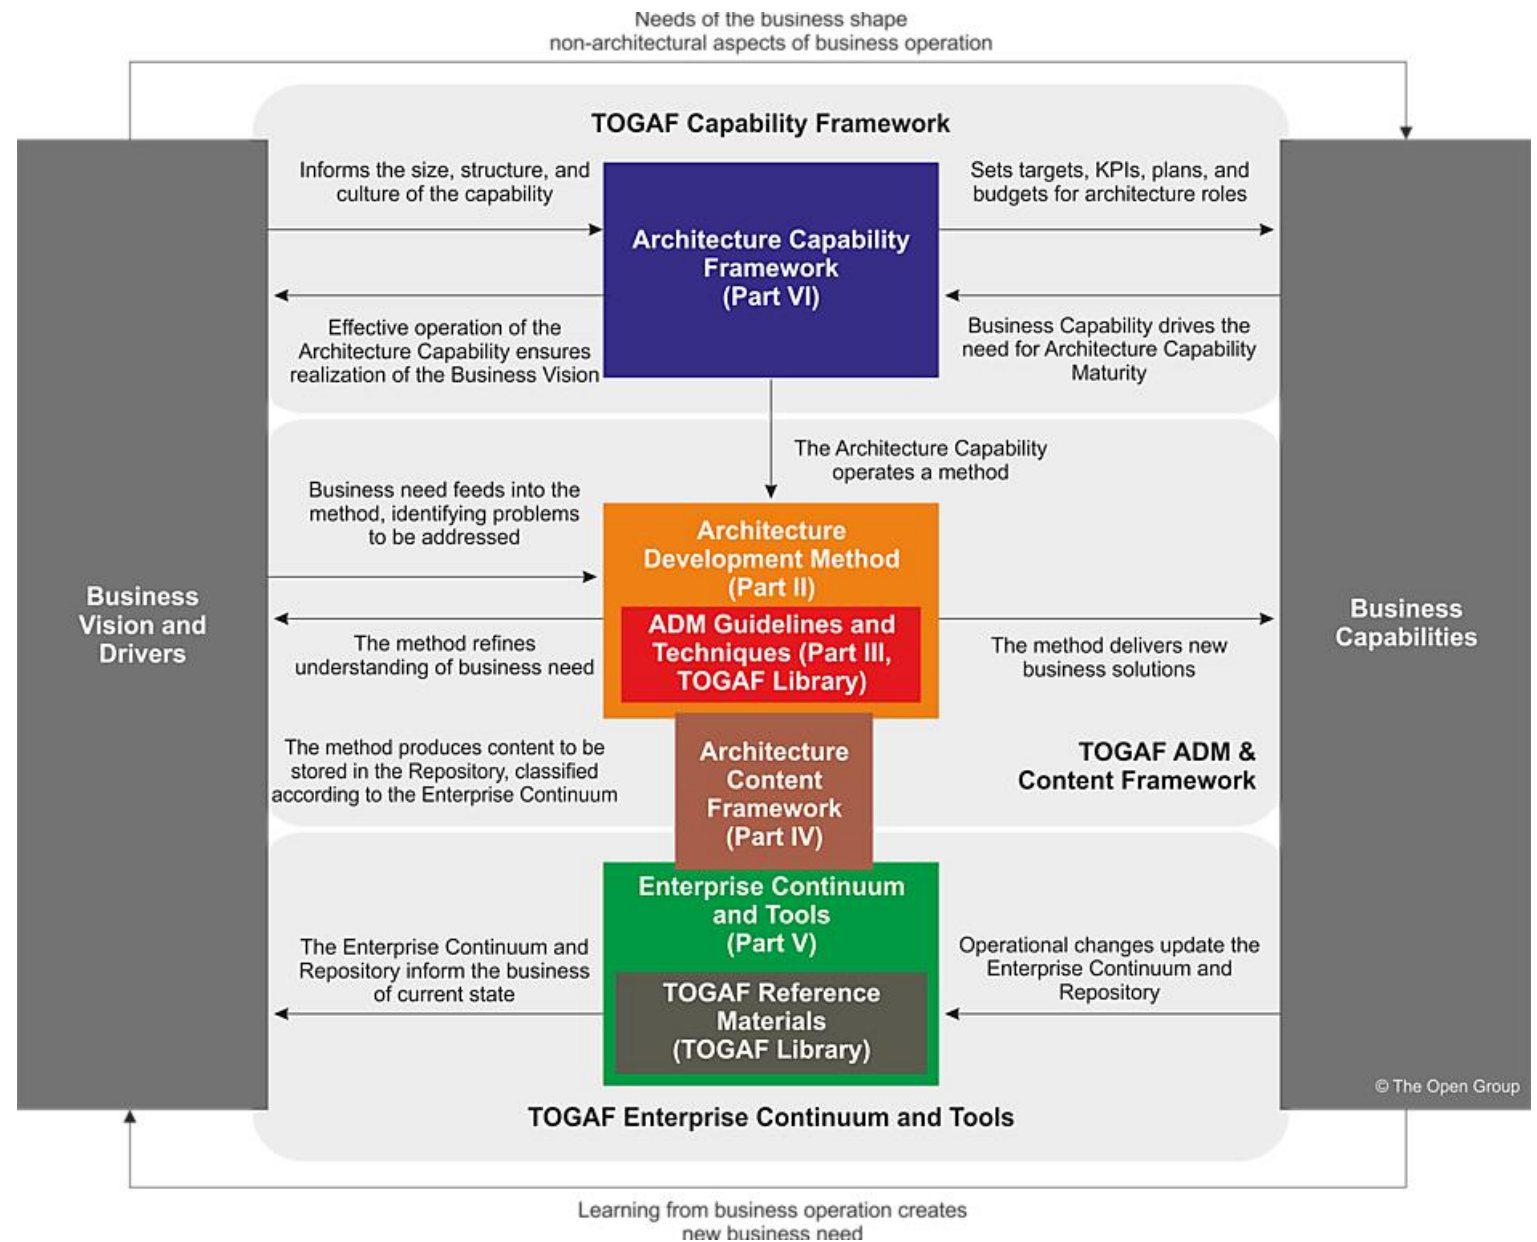 Needs of the business shape
non-architectural aspects of business operation
TOGAF Capability Framework
Informs the size, structure, and
culture of the capability
Architecture Capability
Framework
(Part VI)
Sets targets, KPIs, plans, and
budgets for architecture roles
Effective operation of the
Architecture Capability ensures
realization of the Business Vision
Business Capability drives the
need for Architecture Capability
Maturity
The Architecture Capability
operates a method
Business need feeds into the
method, identifying problems
to be addressed
Architecture
Development Method
(Part II)
ADM Guidelines and
Techniques (Part III,
TOGAF Library)
Business
Vision and
Drivers
Business
Capabilities
The method refines
understanding of business need
The method delivers new
business solutions
The method produces content to be
stored in the Repository, classified
according to the Enterprise Continuum
Architecture
Content
Framework
(Part IV)
TOGAF ADM &
Content Framework
Enterprise Continuum
and Tools
(Part V)
The Enterprise Continuum and
Repository inform the business
of current state
TOGAF Reference
Materials
(TOGAF Library)
Operational changes update the
Enterprise Continuum and
Repository
© The Open Group
TOGAF Enterprise Continuum and Tools
Learning from business operation creates
new business need